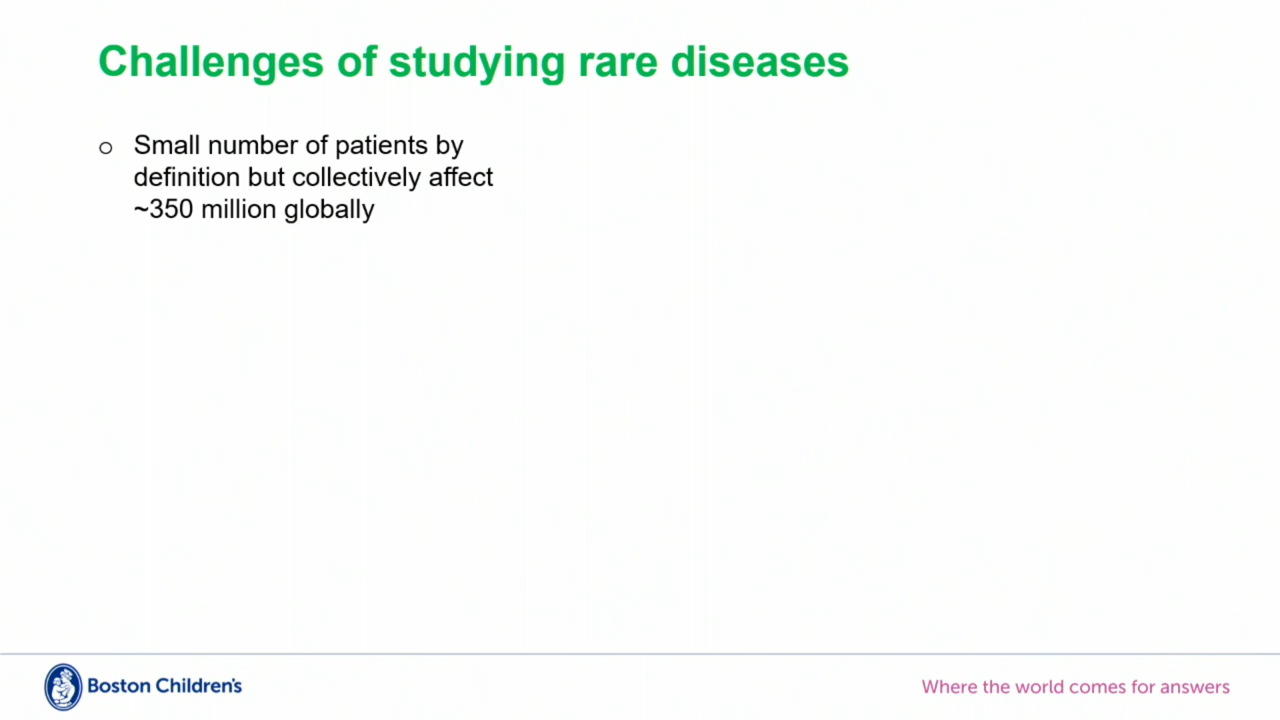 Challenges of studying rare diseases
o Small number of patients by
definition but collectively affect
~350 million globally
Boston Children's
Where the world comes for answers